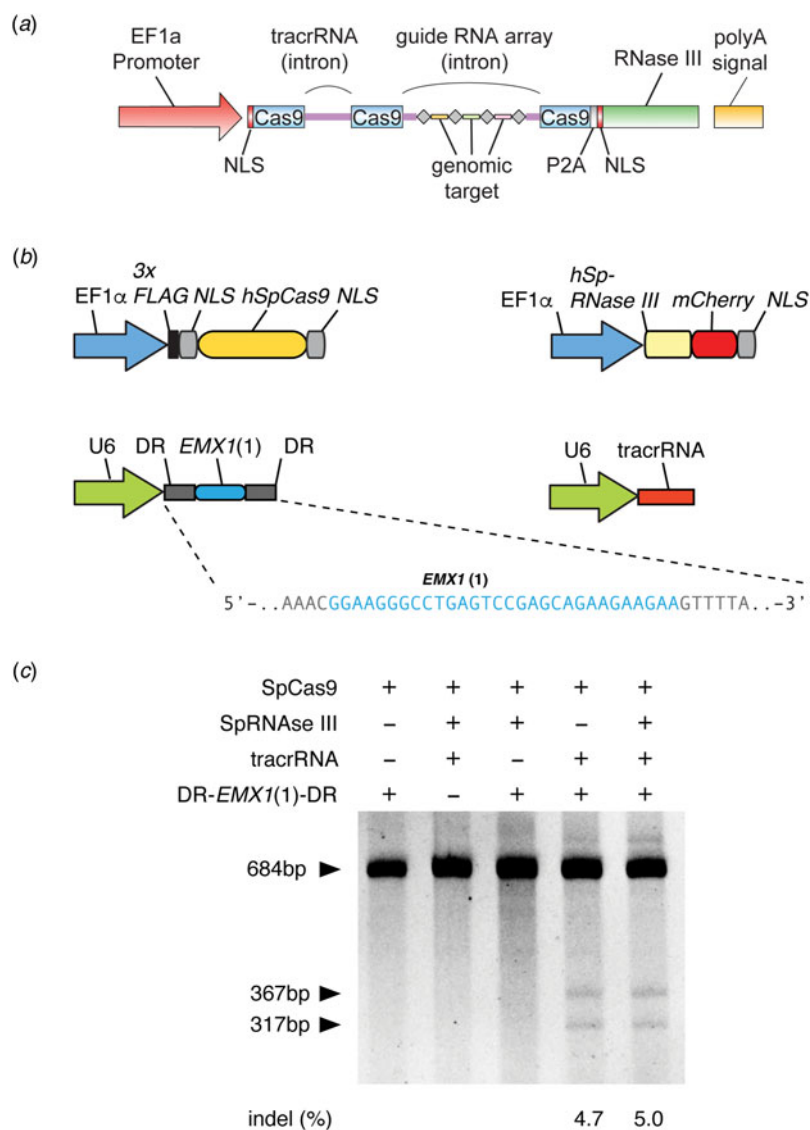 (a)
EF1a
Promoter
tracrRNA
(intron)
guide RNA array
(intron)
RNase III
polyA
signal
Cas9
Cas9
Cas9
NLS
genomic
target
P2A
NLS
(b)
3x
EF1α FLAG NLS hSpCas9 NLS
hSp-
EF1α RNase III mCherry NLS
U6 DR EMX1(1) DR
U6 tracrRNA
EMX1 (1)
5'-..AAACGGAAGGGCCTGAGTCCGAGCAGAAGAAGAAGTTTTA..-3'
(c)
SpCas9 + + + + +
SpRNAse III – + + – +
tracrRNA – + – + +
DR-EMX1(1)-DR + – + + +
684bp
367bp
317bp
indel (%) 4.7 5.0